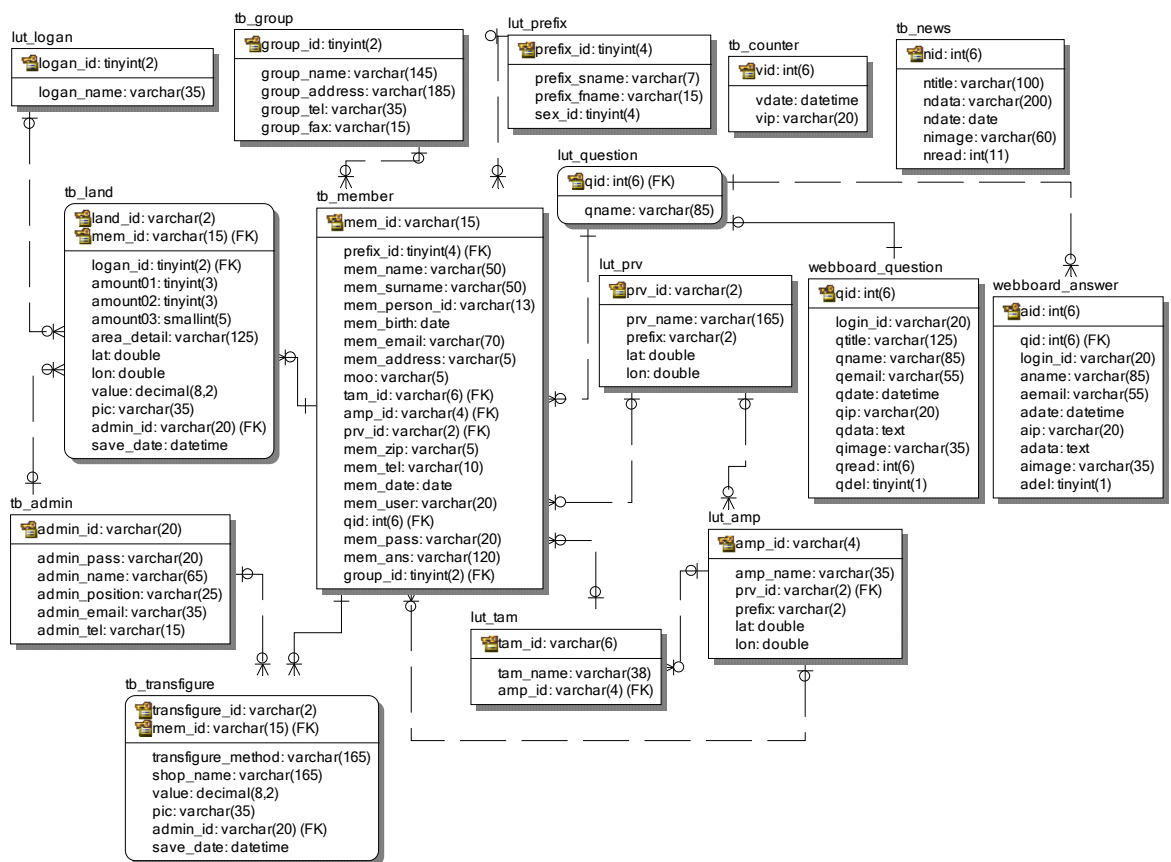 lut_logan
logan_id: tinyint(2)
logan_name: varchar(35)
tb_group
group_id: tinyint(2)
group_name: varchar(145)
group_address: varchar(185)
group_tel: varchar(35)
group_fax: varchar(15)
lut_prefix
prefix_id: tinyint(4)
prefix_sname: varchar(7)
prefix_fname: varchar(15)
sex_id: tinyint(4)
tb_counter
vid: int(6)
vdate: datetime
vip: varchar(20)
tb_news
nid: int(6)
ntitle: varchar(100)
ndata: varchar(200)
ndate: date
nimage: varchar(60)
nread: int(11)
tb_land
land_id: varchar(2)
mem_id: varchar(15) (FK)
logan_id: tinyint(2) (FK)
amount01: tinyint(3)
amount02: tinyint(3)
amount03: smallint(5)
area_detail: varchar(125)
lat: double
lon: double
value: decimal(8,2)
pic: varchar(35)
admin_id: varchar(20) (FK)
save_date: datetime
tb_member
mem_id: varchar(15)
prefix_id: tinyint(4) (FK)
mem_name: varchar(50)
mem_surname: varchar(50)
mem_person_id: varchar(13)
mem_birth: date
mem_email: varchar(70)
mem_address: varchar(5)
moo: varchar(5)
tam_id: varchar(6) (FK)
amp_id: varchar(4) (FK)
prv_id: varchar(2) (FK)
mem_zip: varchar(5)
mem_tel: varchar(10)
mem_date: date
mem_user: varchar(20)
qid: int(6) (FK)
mem_pass: varchar(20)
mem_ans: varchar(120)
group_id: tinyint(2) (FK)
lut_question
qid: int(6) (FK)
qname: varchar(85)
lut_prv
prv_id: varchar(2)
prv_name: varchar(165)
prefix: varchar(2)
lat: double
lon: double
webboard_question
qid: int(6)
login_id: varchar(20)
qtitle: varchar(125)
qname: varchar(85)
qemail: varchar(55)
qdate: datetime
qip: varchar(20)
qdata: text
qimage: varchar(35)
qread: int(6)
qdel: tinyint(1)
webboard_answer
aid: int(6)
qid: int(6) (FK)
login_id: varchar(20)
aname: varchar(85)
aemail: varchar(55)
adate: datetime
aip: varchar(20)
adata: text
aimage: varchar(35)
adel: tinyint(1)
tb_admin
admin_id: varchar(20)
admin_pass: varchar(20)
admin_name: varchar(65)
admin_position: varchar(25)
admin_email: varchar(35)
admin_tel: varchar(15)
lut_amp
amp_id: varchar(4)
amp_name: varchar(35)
prv_id: varchar(2) (FK)
prefix: varchar(2)
lat: double
lon: double
lut_tam
tam_id: varchar(6)
tam_name: varchar(38)
amp_id: varchar(4) (FK)
tb_transfigure
transfigure_id: varchar(2)
mem_id: varchar(15) (FK)
transfigure_method: varchar(165)
shop_name: varchar(165)
value: decimal(8,2)
pic: varchar(35)
admin_id: varchar(20) (FK)
save_date: datetime